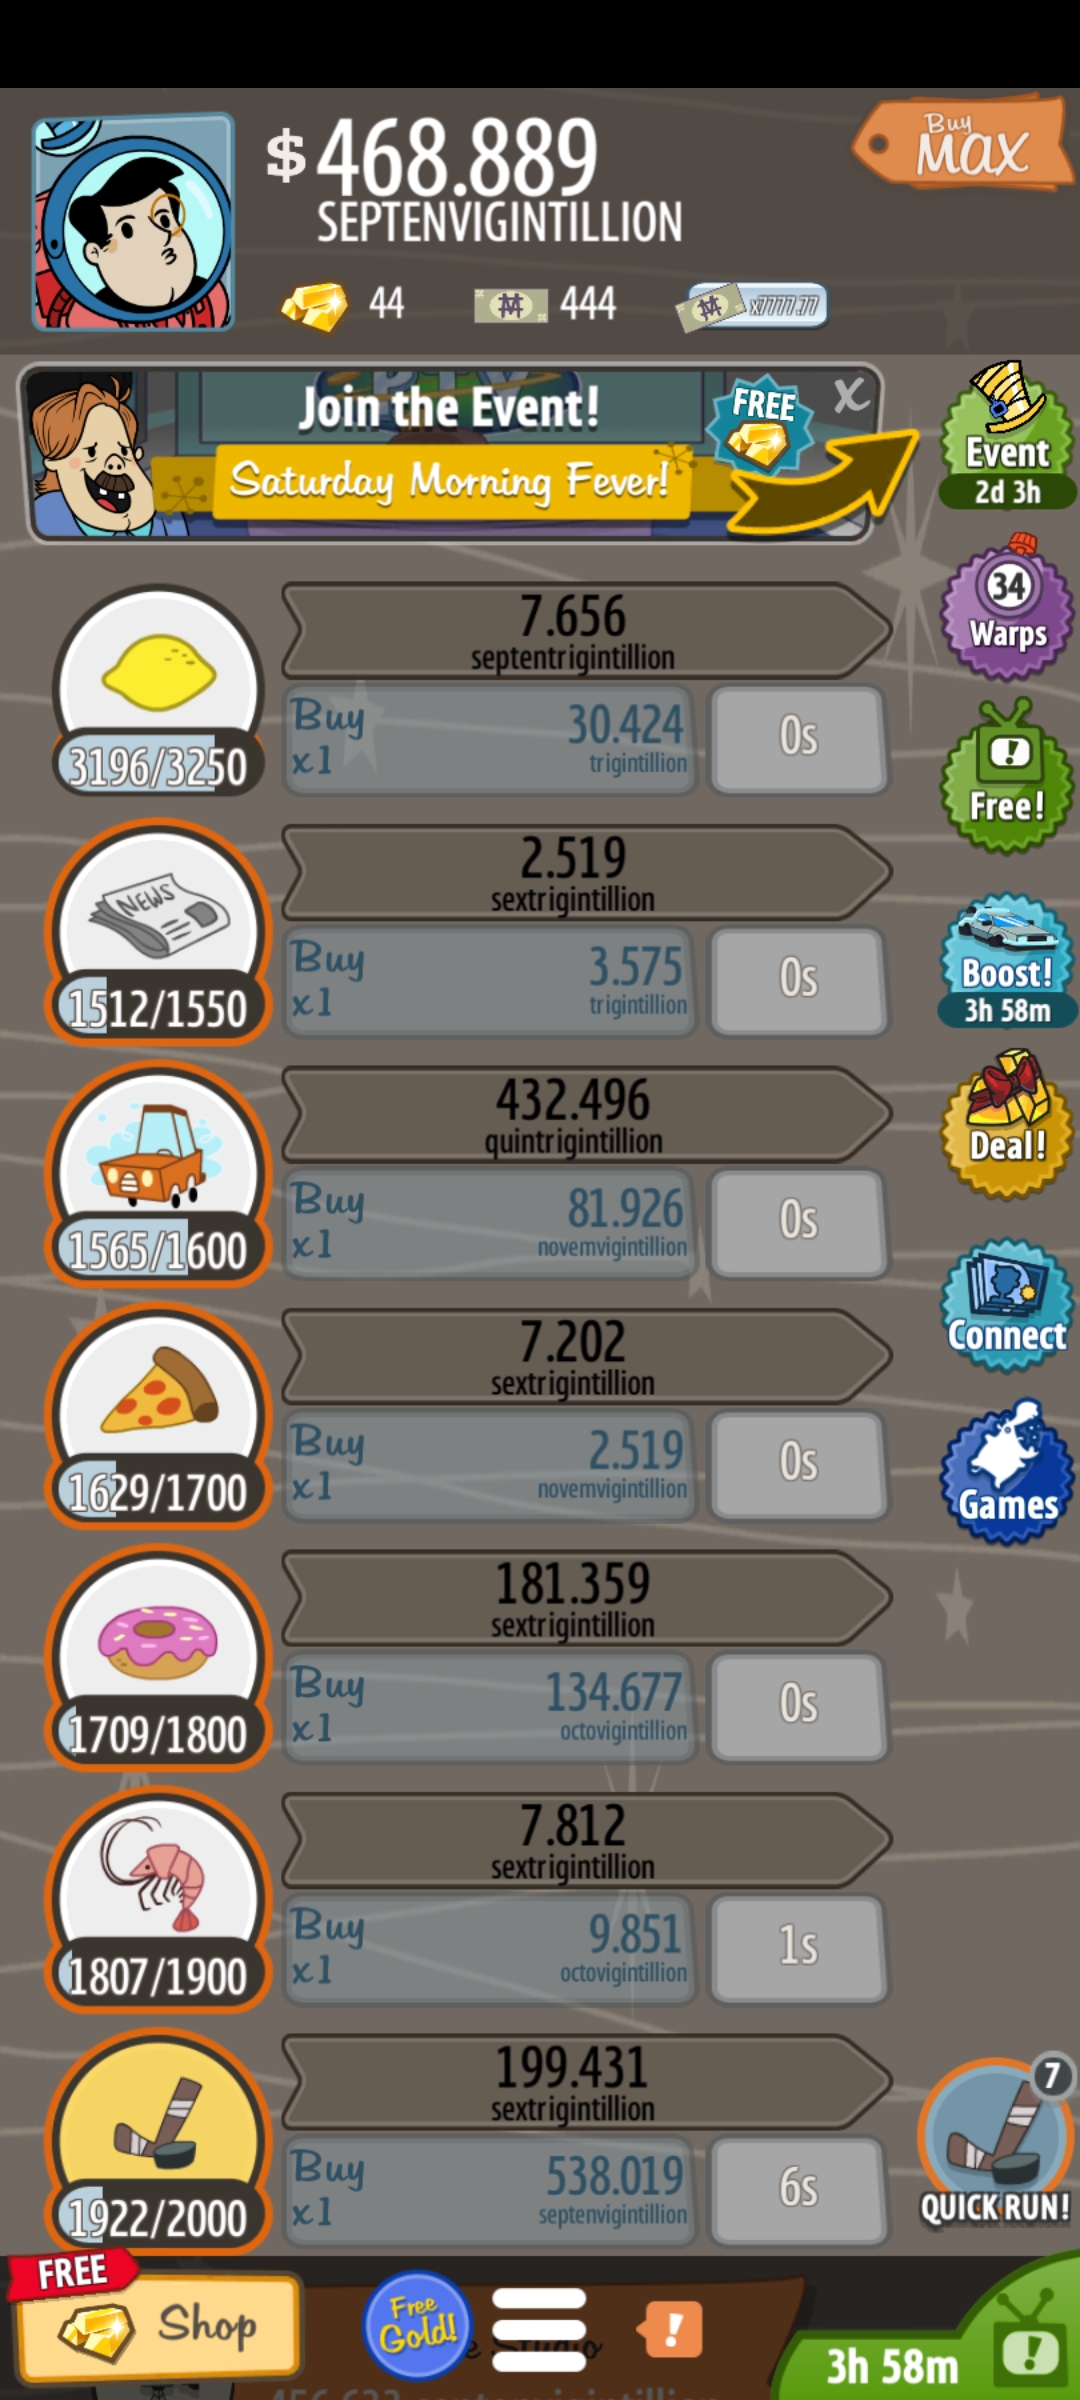 $468.889
SEPTENVIGINTILLION
Buy
MAX
44
444
x7777.77
Join the Event!
Saturday Morning Fever!
FREE
X
Event
2d 3h
34
Warps
Free!
Boost!
3h 58m
Deal!
Connect
Games
7.656
septentrigintillion
3196/3250
Buy
x1
30.424
trigintillion
0s
2.519
sextrigintillion
NEWS
1512/1550
Buy
x1
3.575
trigintillion
0s
432.496
quintrigintillion
1565/1600
Buy
x1
81.926
novemvigintillion
0s
7.202
sextrigintillion
1629/1700
Buy
x1
2.519
novemvigintillion
0s
181.359
sextrigintillion
1709/1800
Buy
x1
134.677
octovigintillion
0s
7.812
sextrigintillion
1807/1900
Buy
x1
9.851
octovigintillion
1s
199.431
sextrigintillion
1922/2000
Buy
x1
538.019
septenvigintillion
6s
7
QUICK RUN!
FREE
Shop
Free
Gold!
!
3h 58m